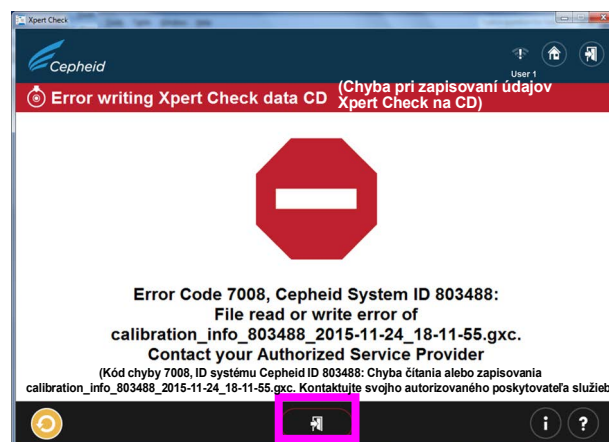 Xpert Check
Cepheid
User 1
Error writing Xpert Check data CD (Chyba pri zapisovaní údajov
Xpert Check na CD)
Error Code 7008, Cepheid System ID 803488:
File read or write error of
calibration_info_803488_2015-11-24_18-11-55.gxc.
Contact your Authorized Service Provider
(Kód chyby 7008, ID systému Cepheid ID 803488: Chyba čítania alebo zapisovania
calibration_info_803488_2015-11-24_18-11-55.gxc. Kontaktujte svojho autorizovaného poskytovateľa služieb
i ?